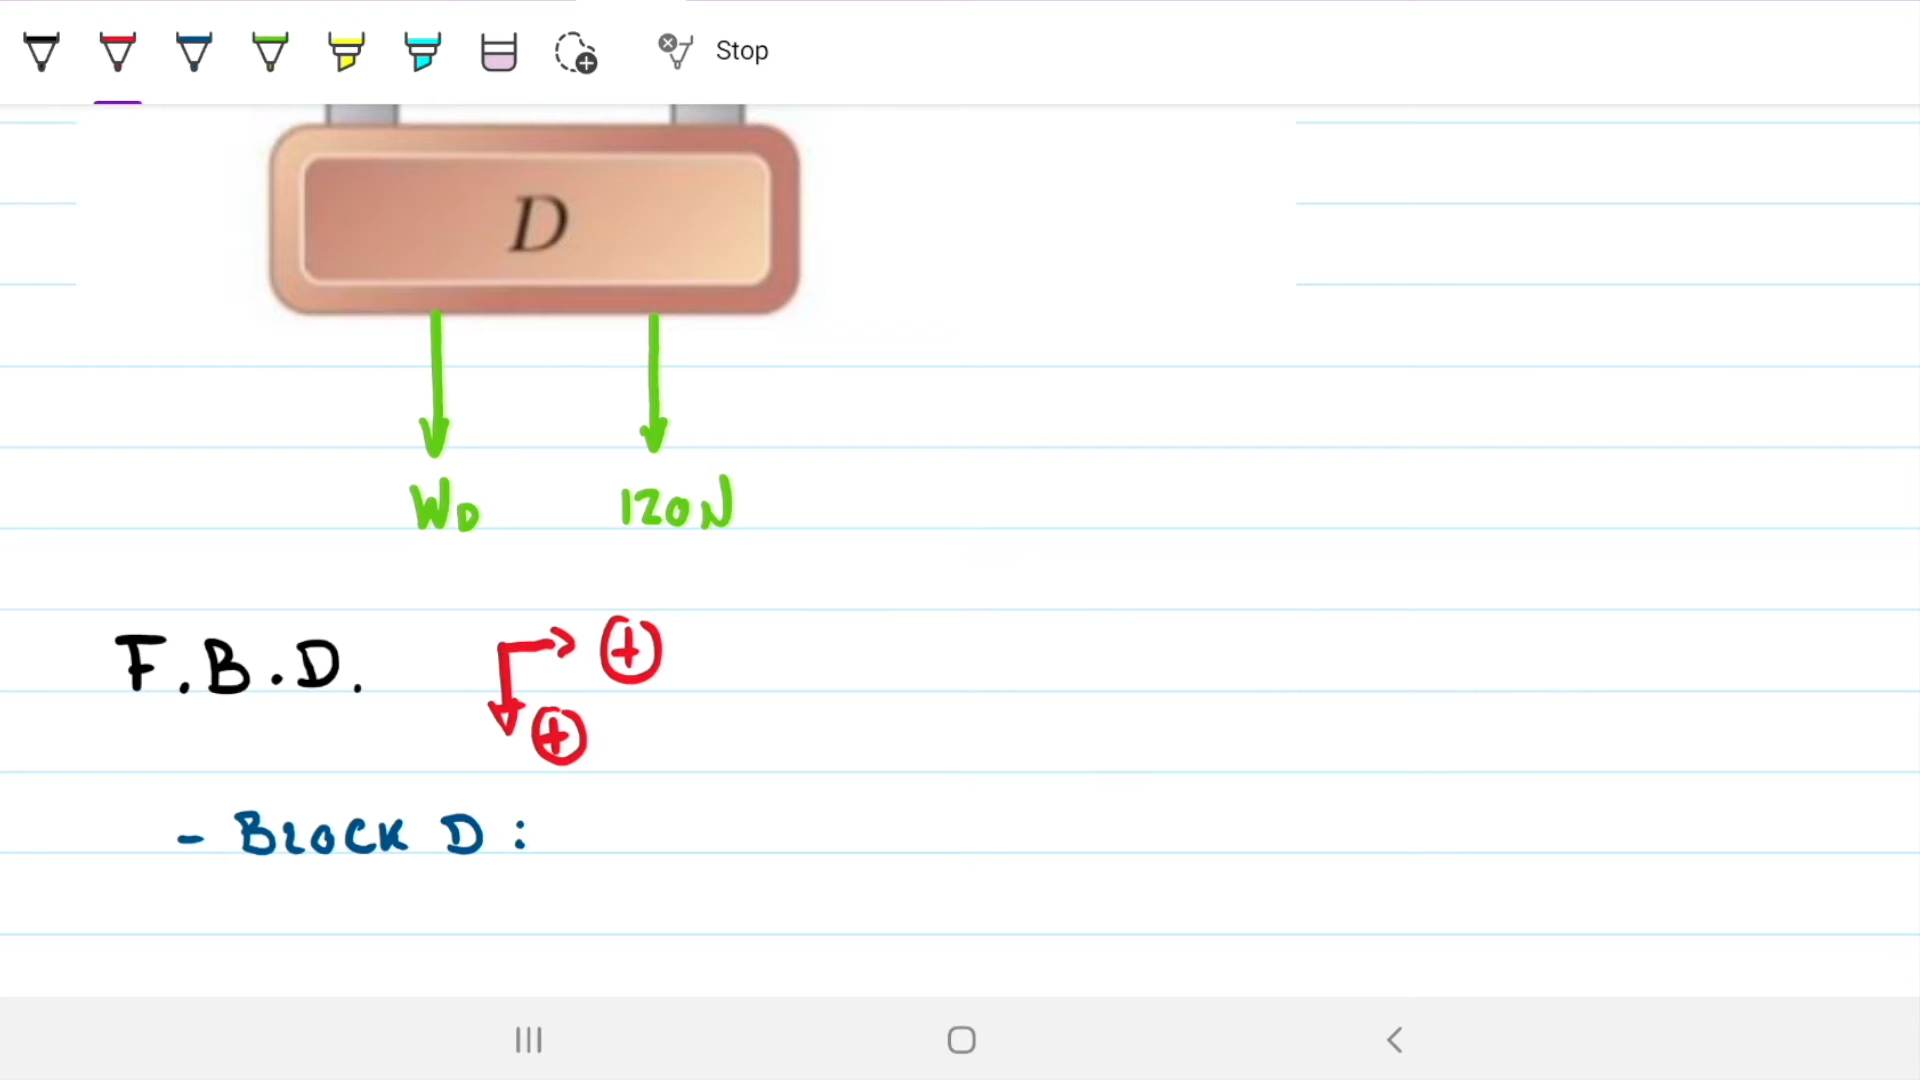 Stop
D
WD 120N
F.B.D. +
+
- BLOCK D :